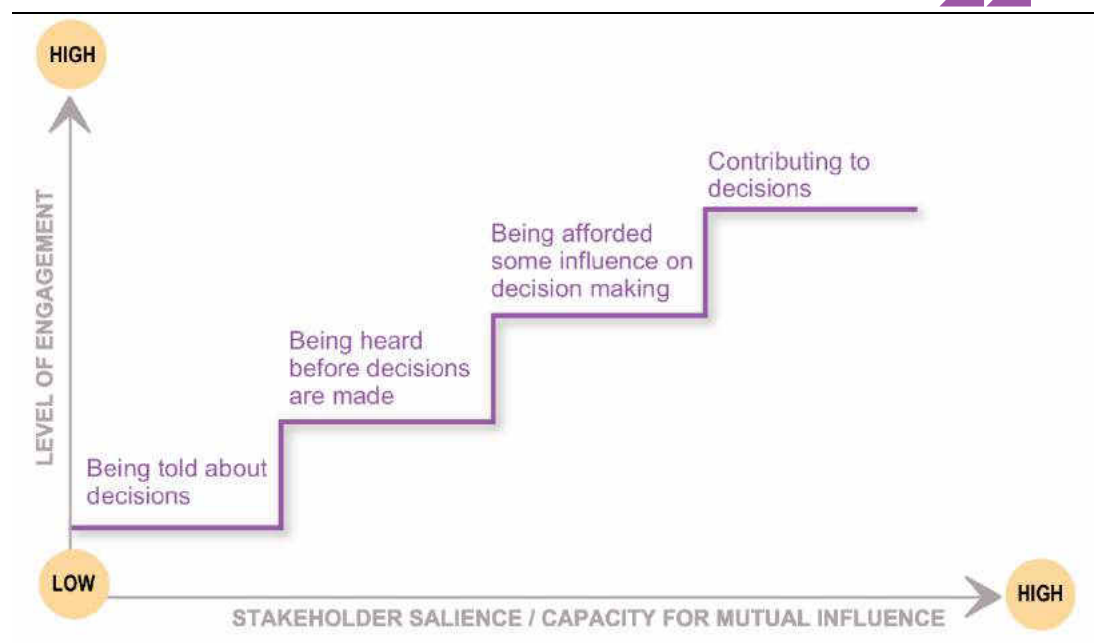 HIGH
Contributing to
decisions
Being afforded
some influence on
decision making
Being heard
before decisions
are made
Being told about
decisions
LEVEL OF ENGAGEMENT
LOW
STAKEHOLDER SALIENCE / CAPACITY FOR MUTUAL INFLUENCE
HIGH